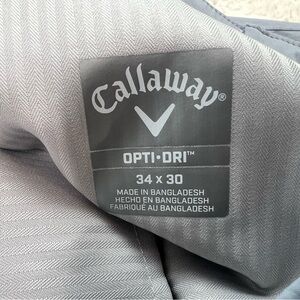 Callaway®
OPTI•DRI™
34 x 30
MADE IN BANGLADESH
HECHO EN BANGLADESH
FABRIQUÉ AU BANGLADESH